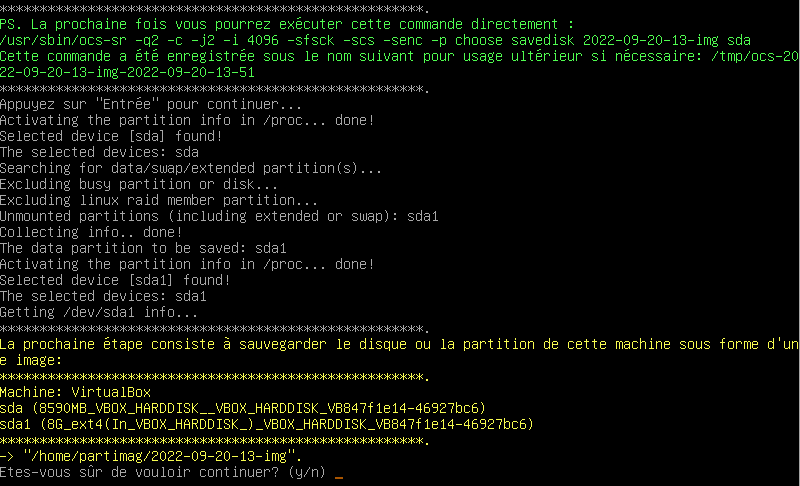 *****************************************************.
PS. La prochaine fois vous pourrez exécuter cette commande directement :
/usr/sbin/ocs-sr -q2 -c -j2 -i 4096 -sfsck -scs -senc -p choose savedisk 2022-09-20-13-img sda
Cette commande a été enregistrée sous le nom suivant pour usage ultérieur si nécessaire: /tmp/ocs-20
22-09-20-13-img-2022-09-20-13-51
*****************************************************.
Appuyez sur "Entrée" pour continuer...
Activating the partition info in /proc... done!
Selected device [sda] found!
The selected devices: sda
Searching for data/swap/extended partition(s)...
Excluding busy partition or disk...
Excluding linux raid member partition...
Unmounted partitions (including extended or swap): sda1
Collecting info.. done!
The data partition to be saved: sda1
Activating the partition info in /proc... done!
Selected device [sda1] found!
The selected devices: sda1
Getting /dev/sda1 info...
*****************************************************.
La prochaine étape consiste à sauvegarder le disque ou la partition de cette machine sous forme d'un
e image:
*****************************************************.
Machine: VirtualBox
sda (8590MB_VBOX_HARDDISK__VBOX_HARDDISK_VB847f1e14-46927bc6)
sda1 (8G_ext4(In_VBOX_HARDDISK_)_VBOX_HARDDISK_VB847f1e14-46927bc6)
*****************************************************.
-> "/home/partimag/2022-09-20-13-img".
Etes-vous sûr de vouloir continuer? (y/n) _